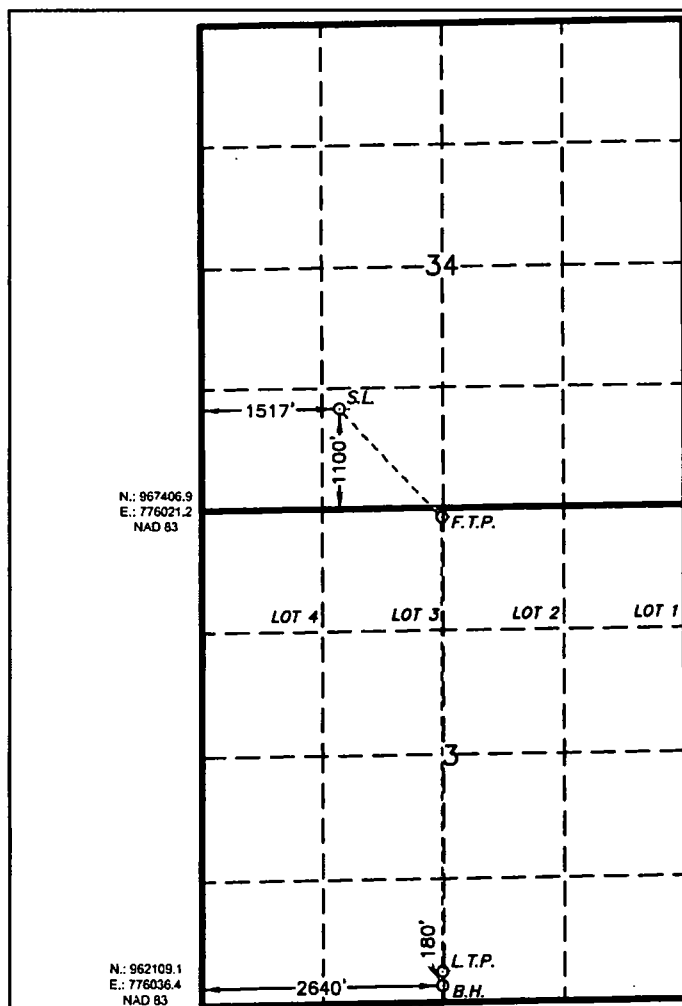 34
S.L.
1517'
1100'
N.: 967406.9
E.: 776021.2
NAD 83
F.T.P.
LOT 4
LOT 3
LOT 2
LOT 1
3
180'
L.T.P.
N.: 962109.1
E.: 776036.4
NAD 83
2640'
B.H.